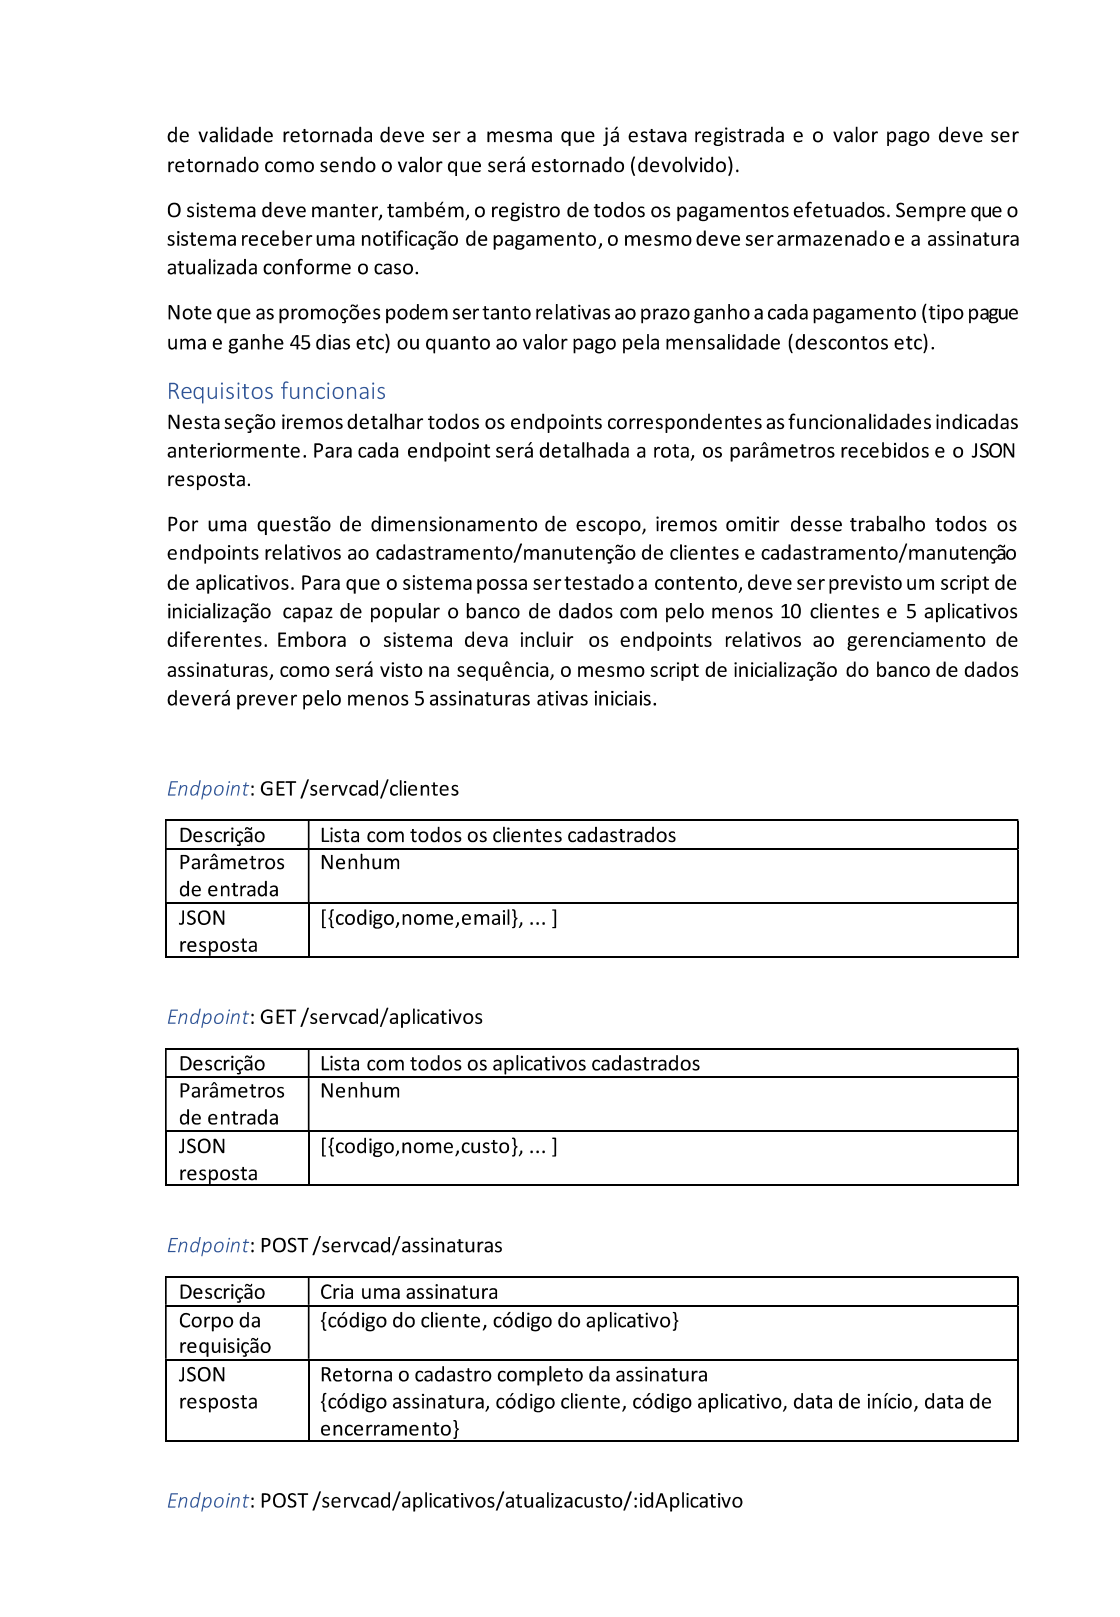 de validade retornada deve ser a mesma que já estava registrada e o valor pago deve ser
retornado como sendo o valor que será estornado (devolvido).
O sistema deve manter, também, o registro de todos os pagamentos efetuados. Sempre que o
sistema receber uma notificação de pagamento, o mesmo deve ser armazenado e a assinatura
atualizada conforme o caso.
Note que as promoções podem ser tanto relativas ao prazo ganho a cada pagamento (tipo pague
uma e ganhe 45 dias etc) ou quanto ao valor pago pela mensalidade (descontos etc).
Requisitos funcionais
Nesta seção iremos detalhar todos os endpoints correspondentes as funcionalidades indicadas
anteriormente. Para cada endpoint será detalhada a rota, os parâmetros recebidos e o JSON
resposta.
Por uma questão de dimensionamento de escopo, iremos omitir desse trabalho todos os
endpoints relativos ao cadastramento/manutenção de clientes e cadastramento/manutenção
de aplicativos. Para que o sistema possa ser testado a contento, deve ser previsto um script de
inicialização capaz de popular o banco de dados com pelo menos 10 clientes e 5 aplicativos
diferentes. Embora o sistema deva incluir os endpoints relativos ao gerenciamento de
assinaturas, como será visto na sequência, o mesmo script de inicialização do banco de dados
deverá prever pelo menos 5 assinaturas ativas iniciais.
Endpoint: GET /servcad/clientes
Descrição Lista com todos os clientes cadastrados
Parâmetros Nenhum
de entrada
JSON [{codigo,nome,email}, ... ]
resposta
Endpoint: GET /servcad/aplicativos
Descrição Lista com todos os aplicativos cadastrados
Parâmetros Nenhum
de entrada
JSON [{codigo,nome,custo}, ... ]
resposta
Endpoint: POST /servcad/assinaturas
Descrição Cria uma assinatura
Corpo da {código do cliente, código do aplicativo}
requisição
JSON Retorna o cadastro completo da assinatura
resposta {código assinatura, código cliente, código aplicativo, data de início, data de
encerramento}
Endpoint: POST /servcad/aplicativos/atualizacusto/:idAplicativo